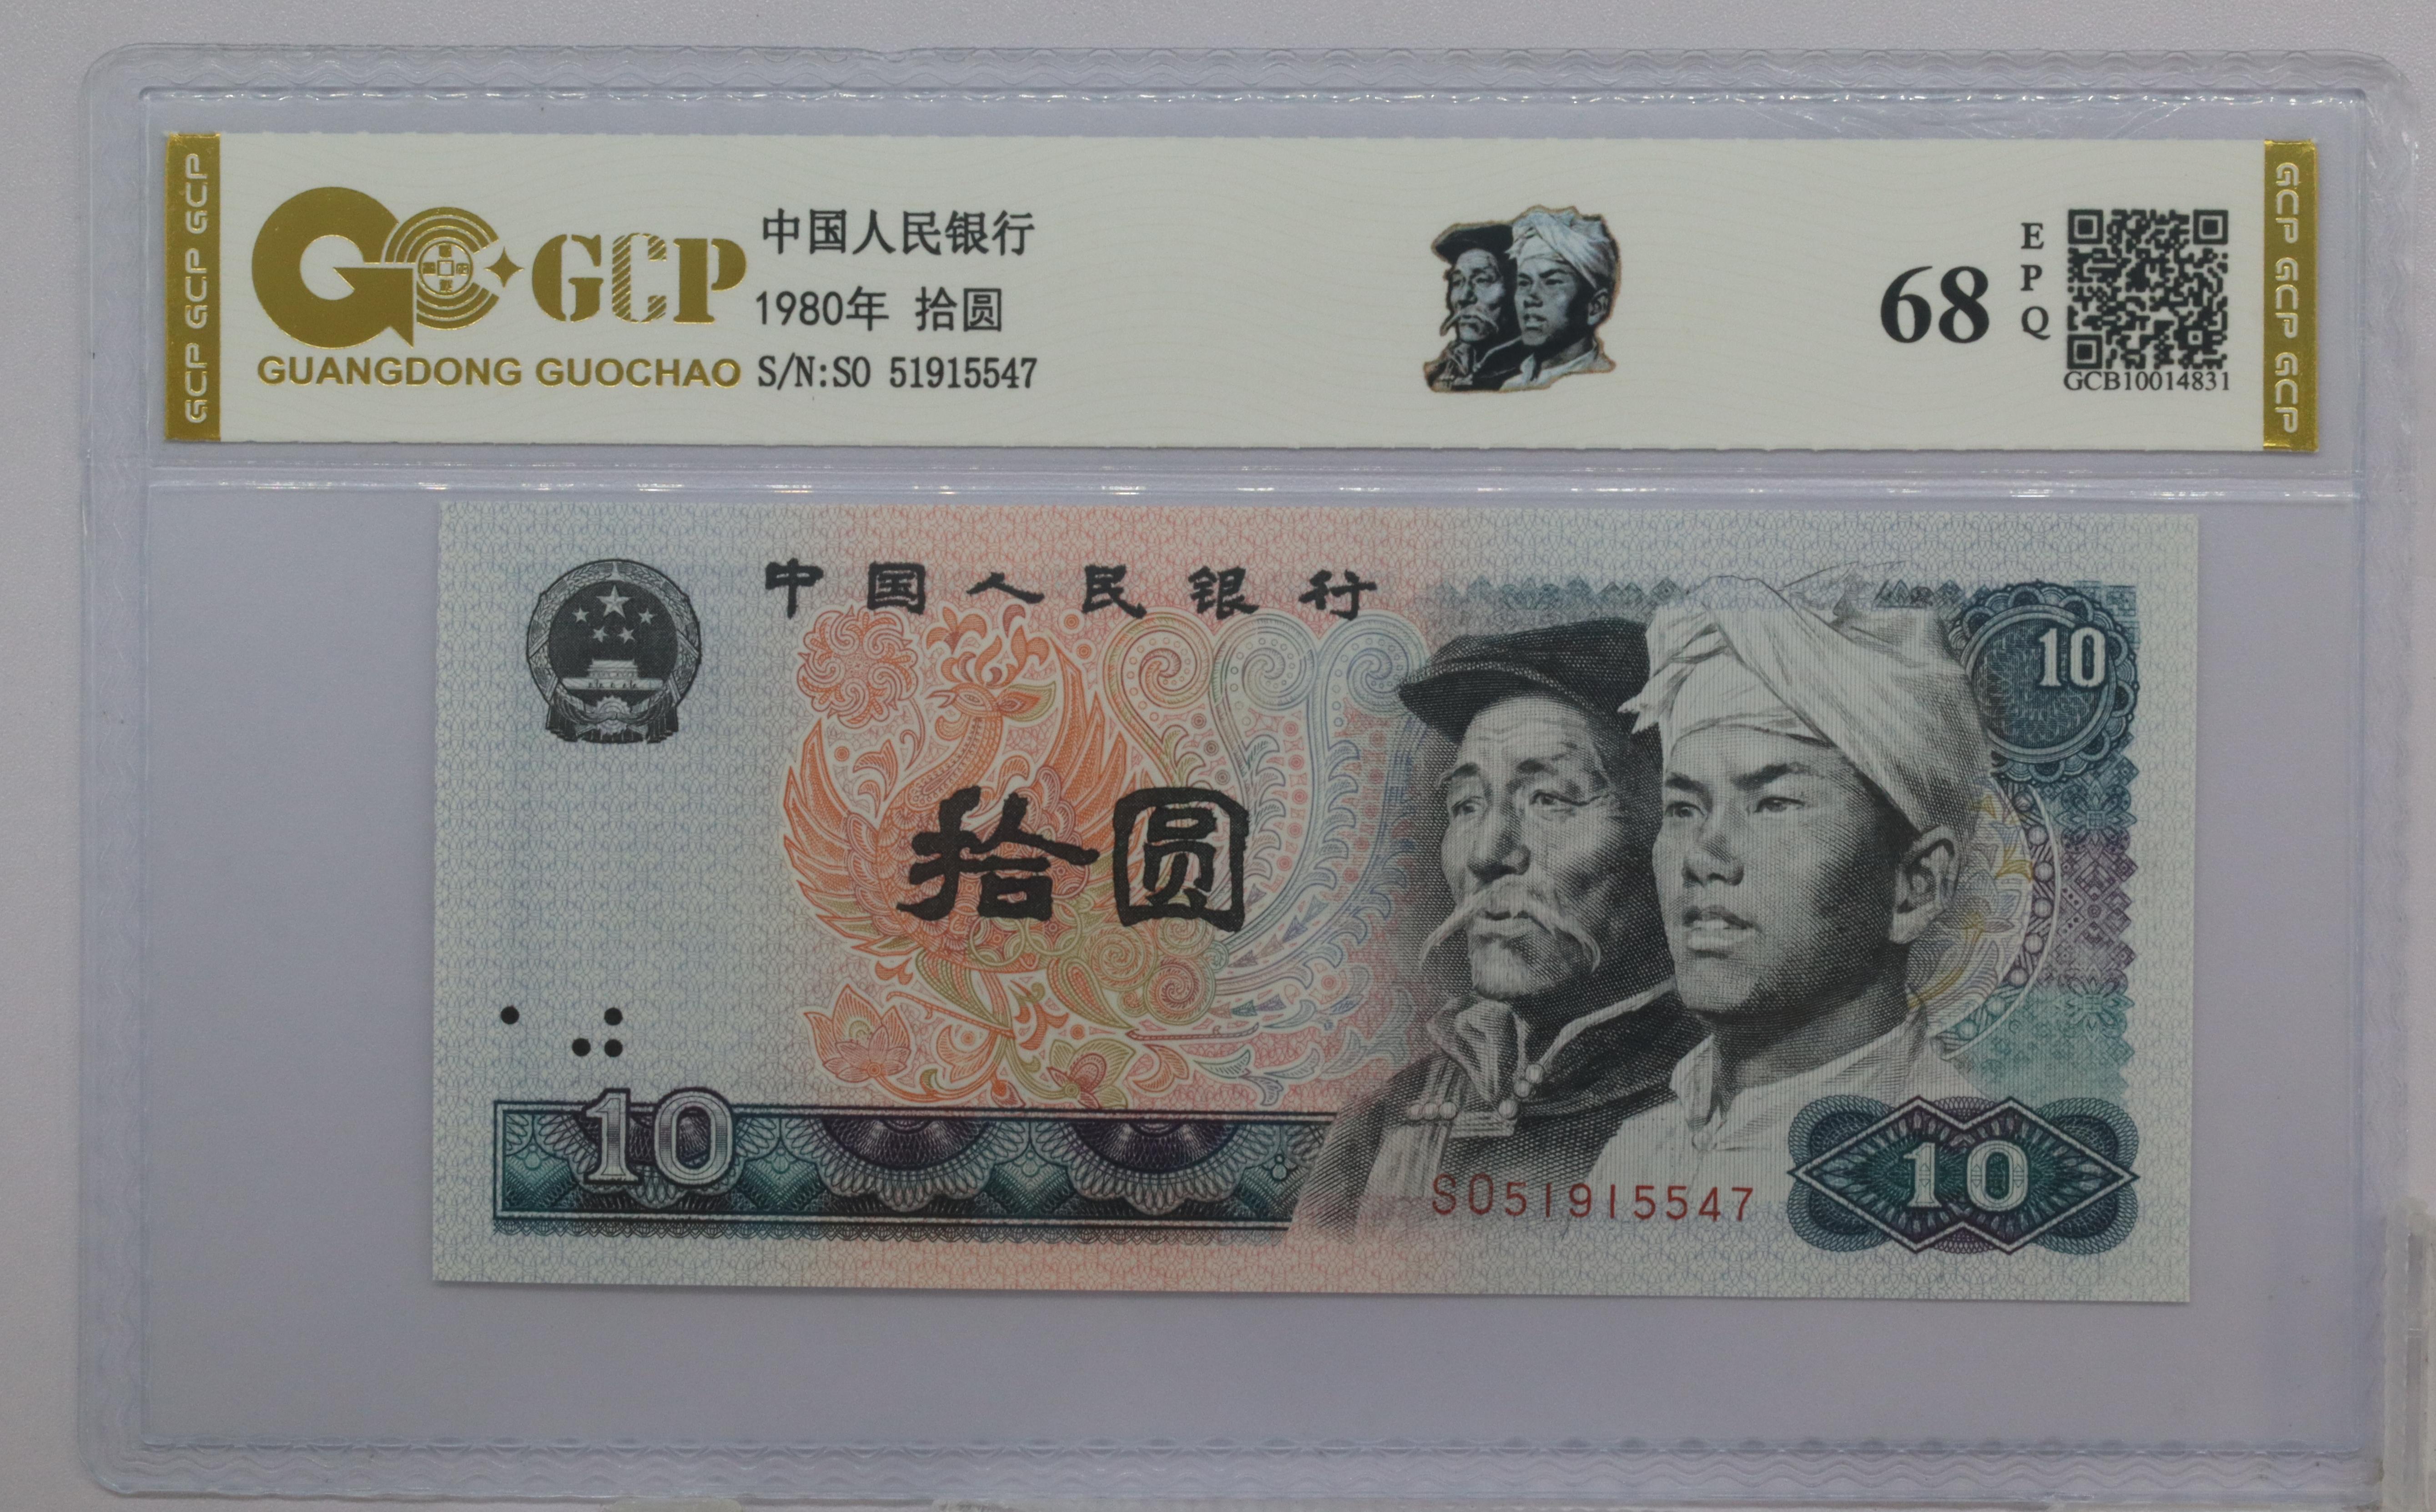 GCP GCP GCP
GCP
GUANGDONG GUOCHAO
中国人民银行
1980年 拾圆
S/N:SO 51915547
68
EPQ
GCB10014831
GCP GCP GCP
中国人民银行
10
拾圆
10
SO51915547
10